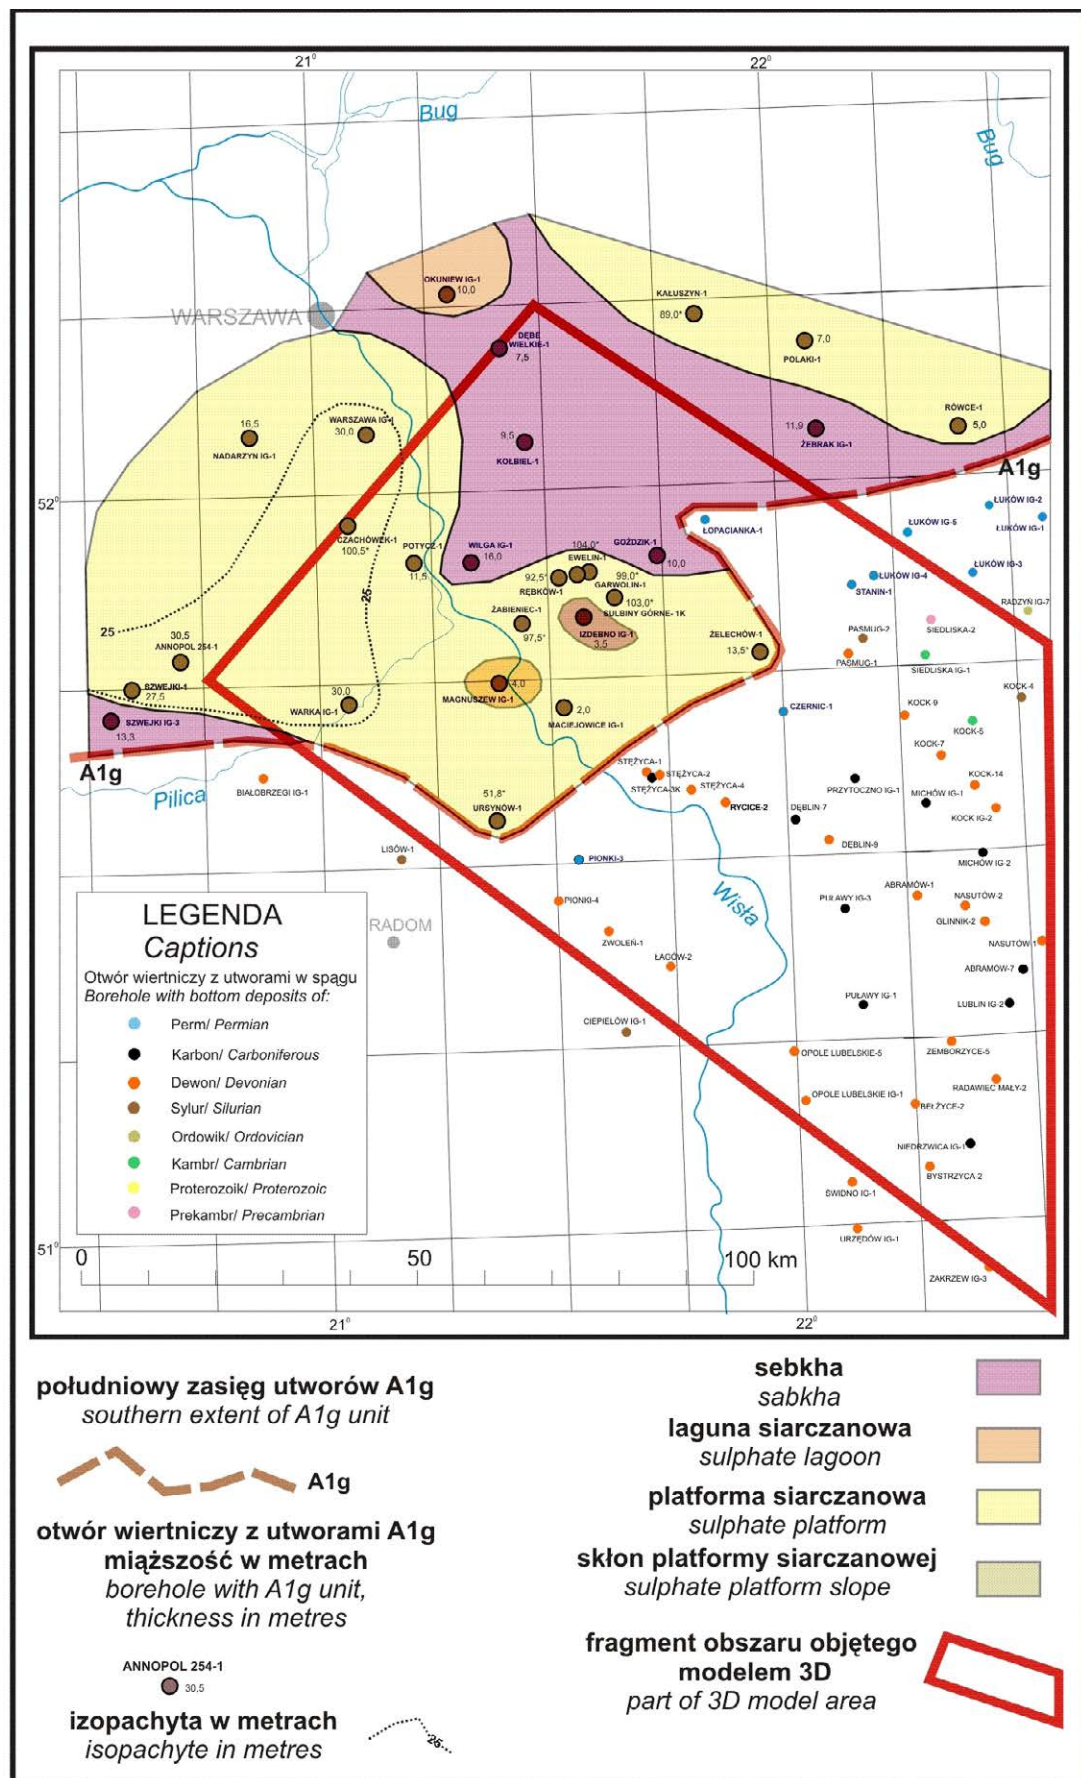 21⁰
22⁰
Bug
Bug
OKUNIEW IG-1
10,0
WARSZAWA
KAŁUSZYN-1
89,0*
DĘBE
WIELKIE-1
7,5
7,0
POLAKI-1
16,5
NADARZYN IG-1
WARSZAWA IG-1
30,0
9,5
KOŁBIEL-1
11,9
ŻEBRAK IG-1
RÓWCE-1
5,0
A1g
52⁰
ŁUKÓW IG-2
ŁUKÓW IG-5
ŁUKÓW IG-1
ŁOPACIANKA-1
CZACHÓWEK-1
100,5*
POTYCZ-1
11,5
WILGA IG-1
16,0
104,0*
EWELIN-1
GOŹDZIK-1
10,0
92,5*
RĘBKÓW-1
99,0*
GARWOLIN-1
103,0*
SULBINY GÓRNE- 1K
ŁUKÓW IG-3
ŁUKÓW IG-4
STANIN-1
25
25
ŻABIENIEC-1
97,5*
IZDEBNO IG-1
3,5
RADZYŃ IG-7
SIEDLISKA-2
PASMUG-2
PASMUG-1
SIEDLISKA IG-1
30,5
ANNOPOL 254-1
ŻELECHÓW-1
13,5*
SZWEJKI-1
27,5
30,0
WARKA IG-1
4,0
MAGNUSZEW IG-1
2,0
MACIEJOWICE IG-1
CZERNIC-1
KOCK-4
KOCK-9
KOCK-5
SZWEJKI IG-3
13,3
A1g
Pilica
BIAŁOBRZEGI IG-1
STĘŻYCA-1
STĘŻYCA-2
STĘŻYCA-3K
STĘŻYCA-4
RYCICE-2
KOCK-7
KOCK-14
PRZYTOCZNO IG-1
MICHÓW IG-1
KOCK IG-2
51,8*
URSYNÓW-1
DĘBLIN-7
DĘBLIN-9
LISÓW-1
PIONKI-3
MICHÓW IG-2
ABRAMÓW-1
PUŁAWY IG-3
NASUTÓW-2
GLINNIK-2
Wisła
PIONKI-4
RADOM
ZWOLEŃ-1
ŁAGÓW-2
NASUTÓW-1
ABRAMÓW-7
PUŁAWY IG-1
LUBLIN IG-2
CIEPIELÓW IG-1
OPOLE LUBELSKIE-5
ZEMBORZYCE-5
RADAWIEC MAŁY-2
OPOLE LUBELSKIE IG-1
BEŁŻYCE-2
NIEDRZWICA IG-1
BYSTRZYCA-2
ŚWIDNO IG-1
URZĘDÓW IG-1
ZAKRZEW IG-3
LEGENDA
Captions
Otwór wiertniczy z utworami w spągu
Borehole with bottom deposits of:
Perm/ Permian
Karbon/ Carboniferous
Dewon/ Devonian
Sylur/ Silurian
Ordowik/ Ordovician
Kambr/ Cambrian
Proterozoik/ Proterozoic
Prekambr/ Precambrian
51⁰
0
50
100 km
21⁰
22⁰
południowy zasięg utworów A1g
southern extent of A1g unit
A1g
otwór wiertniczy z utworami A1g
miąższość w metrach
borehole with A1g unit,
thickness in metres
ANNOPOL 254-1
30.5
izopachyta w metrach
isopachyte in metres
25
sebkha
sabkha
laguna siarczanowa
sulphate lagoon
platforma siarczanowa
sulphate platform
skłon platformy siarczanowej
sulphate platform slope
fragment obszaru objętego
modelem 3D
part of 3D model area